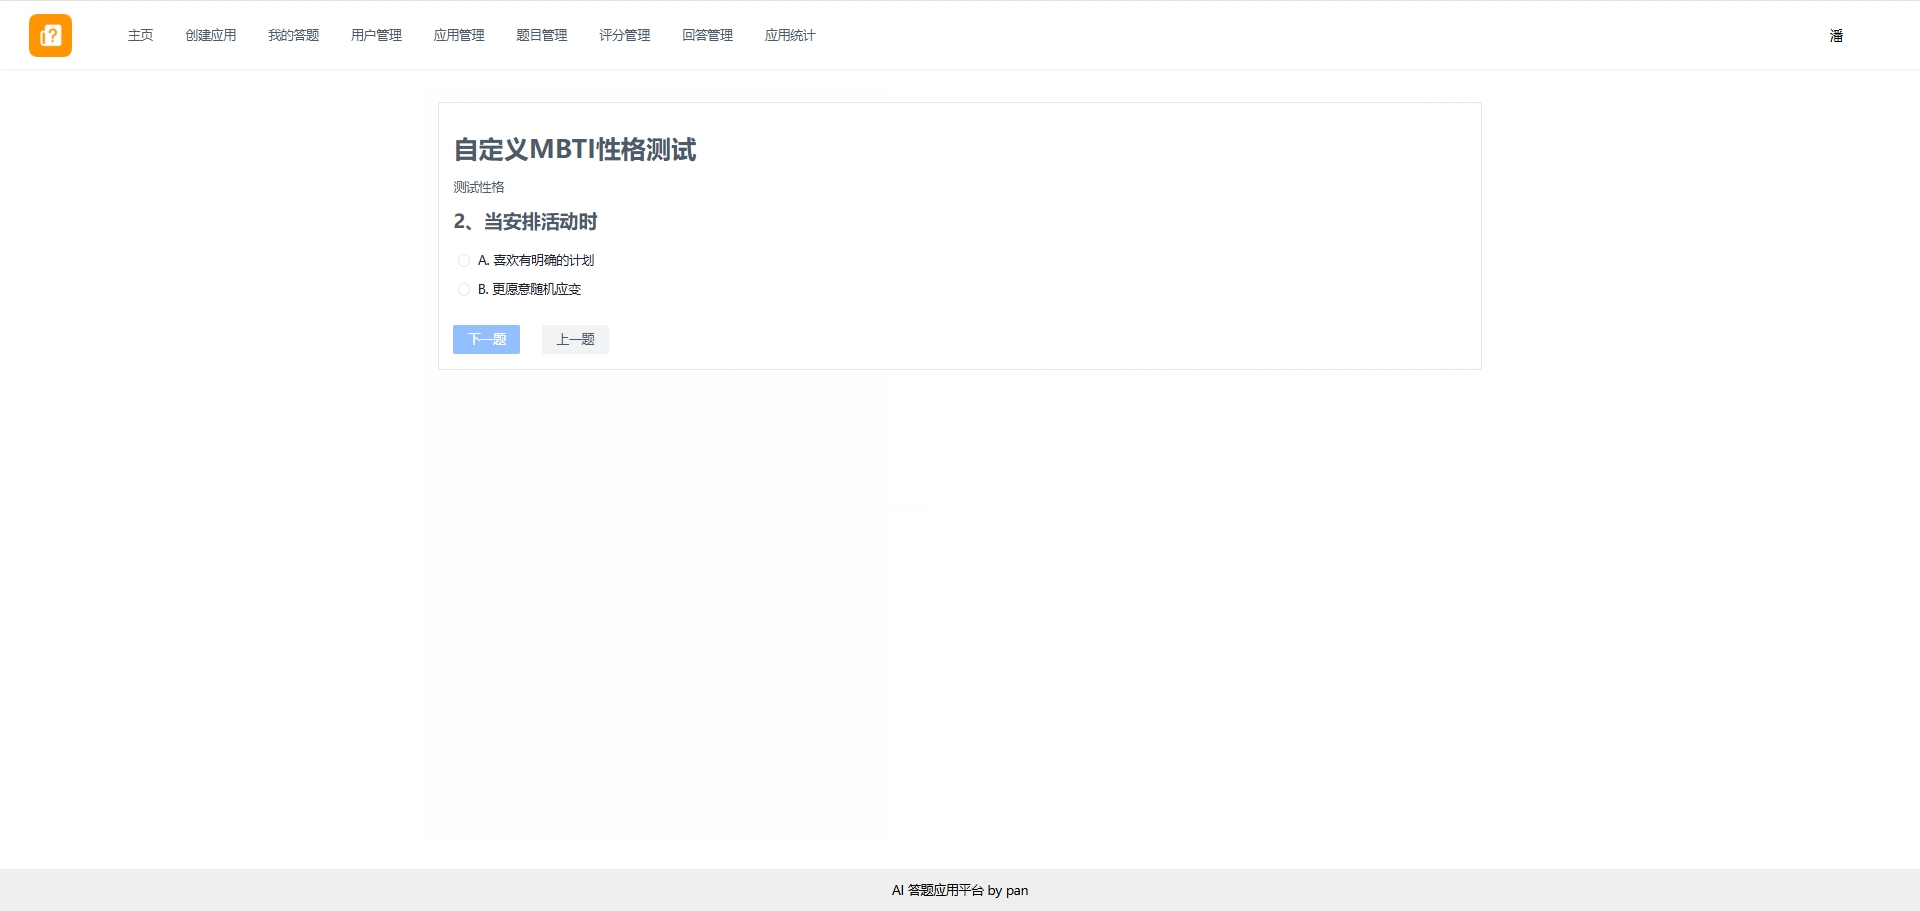 主页 创建应用 我的答题 用户管理 应用管理 题目管理 评分管理 回答管理 应用统计 潘
自定义MBTI性格测试
测试性格
2、当安排活动时
A. 喜欢有明确的计划
B. 更愿意随机应变
下一题 上一题
AI 答题应用平台 by pan